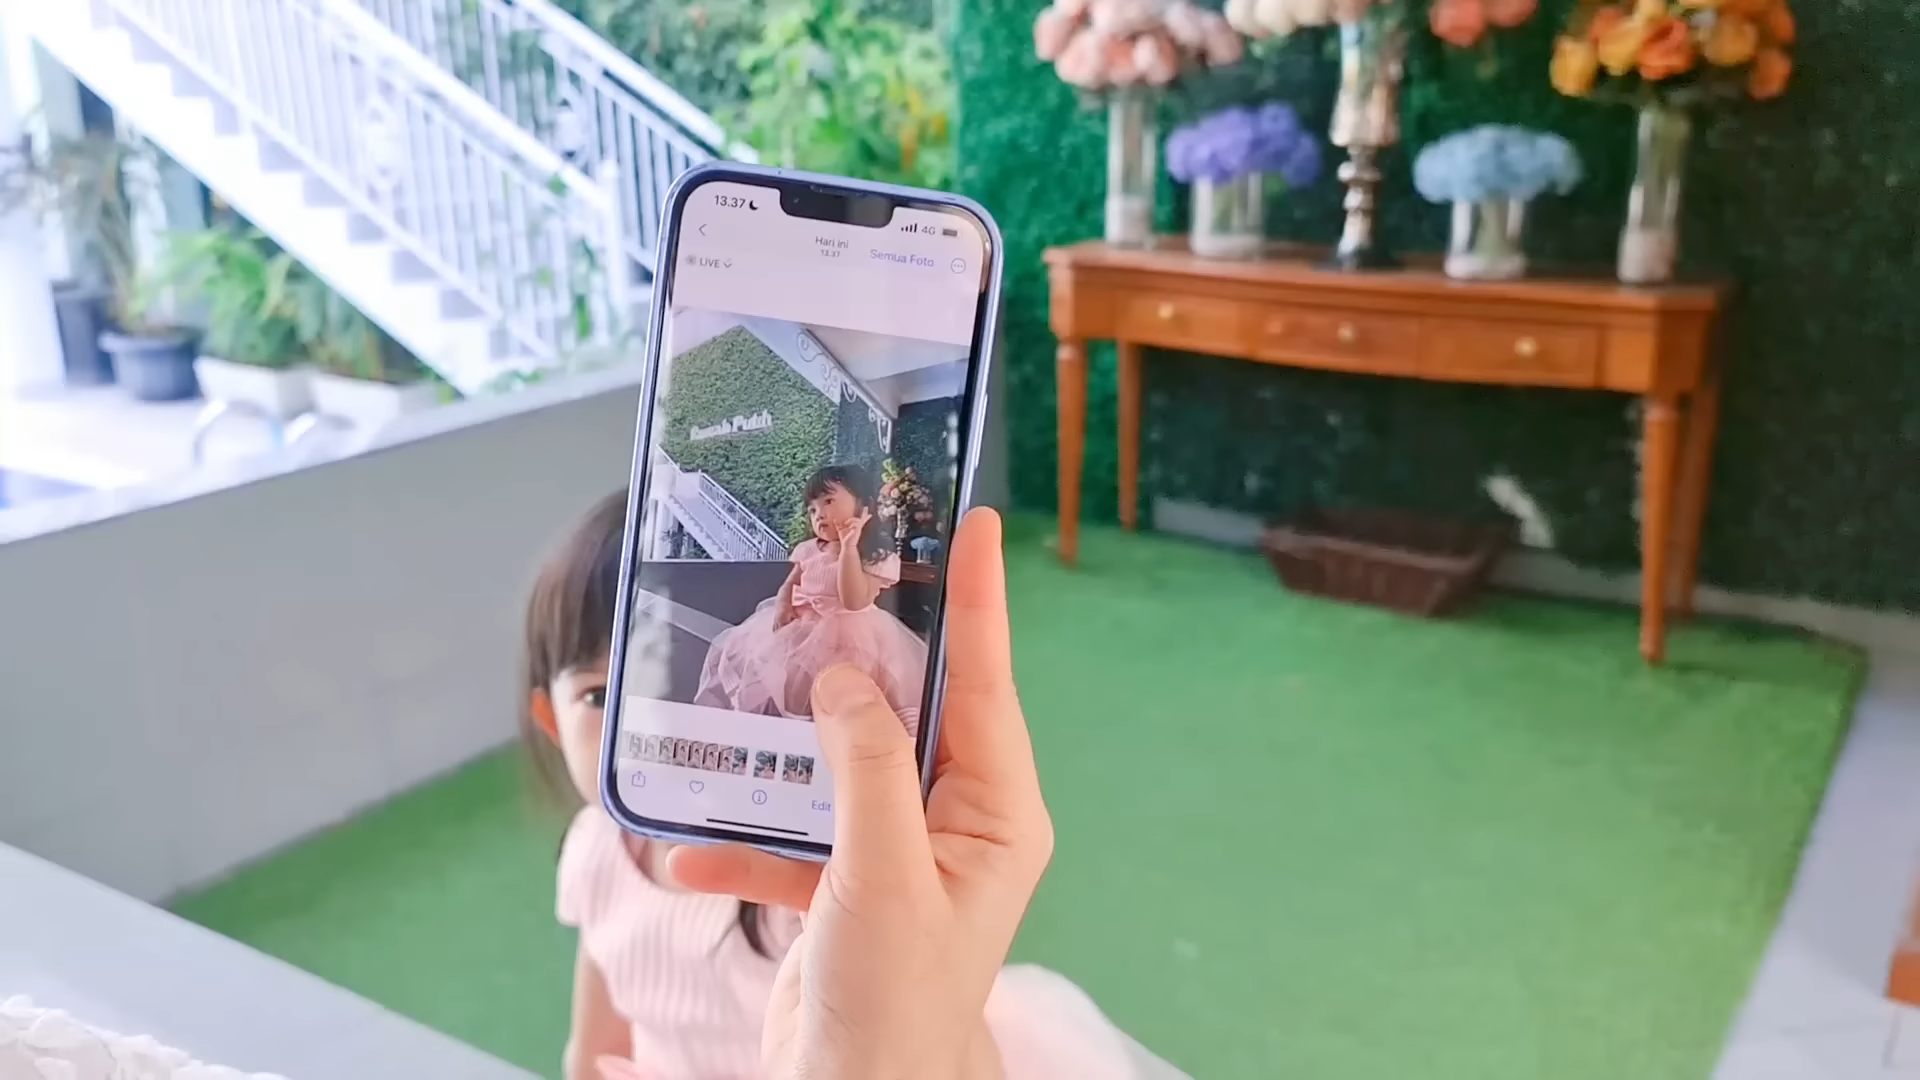 13.37
4G
Hari ini
13.37
Semua Foto
LIVE
Rumah Putih
Edit